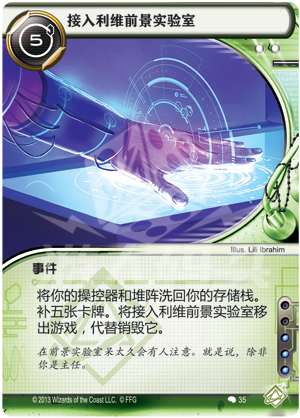 接入利维前景实验室
5
Illus. Lili Ibrahim
事件
将你的操控器和堆阵洗回你的存储栈。
补五张卡牌。将接入利维前景实验室移
出游戏，代替销毁它。
在前景实验室呆太久会有人注意。就是说，除非
你是主任。
© 2013 Wizards of the Coast LLC. © FFG
35